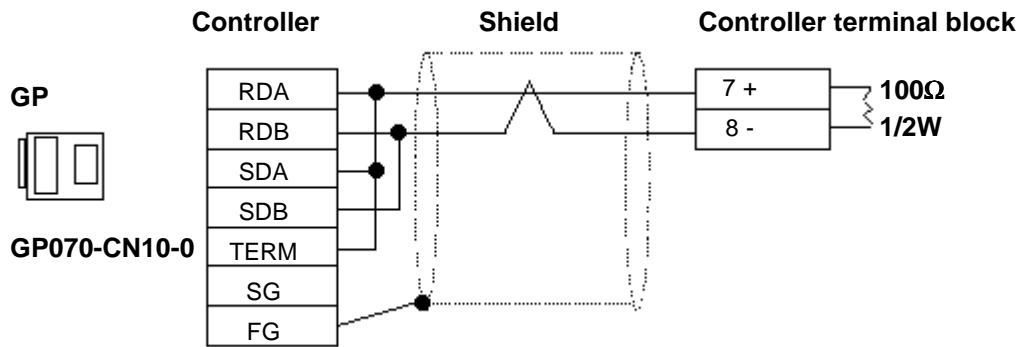 Controller Shield Controller terminal block
GP
GP070-CN10-0
RDA
RDB
SDA
SDB
TERM
SG
FG
7 +
8 -
100Ω
1/2W